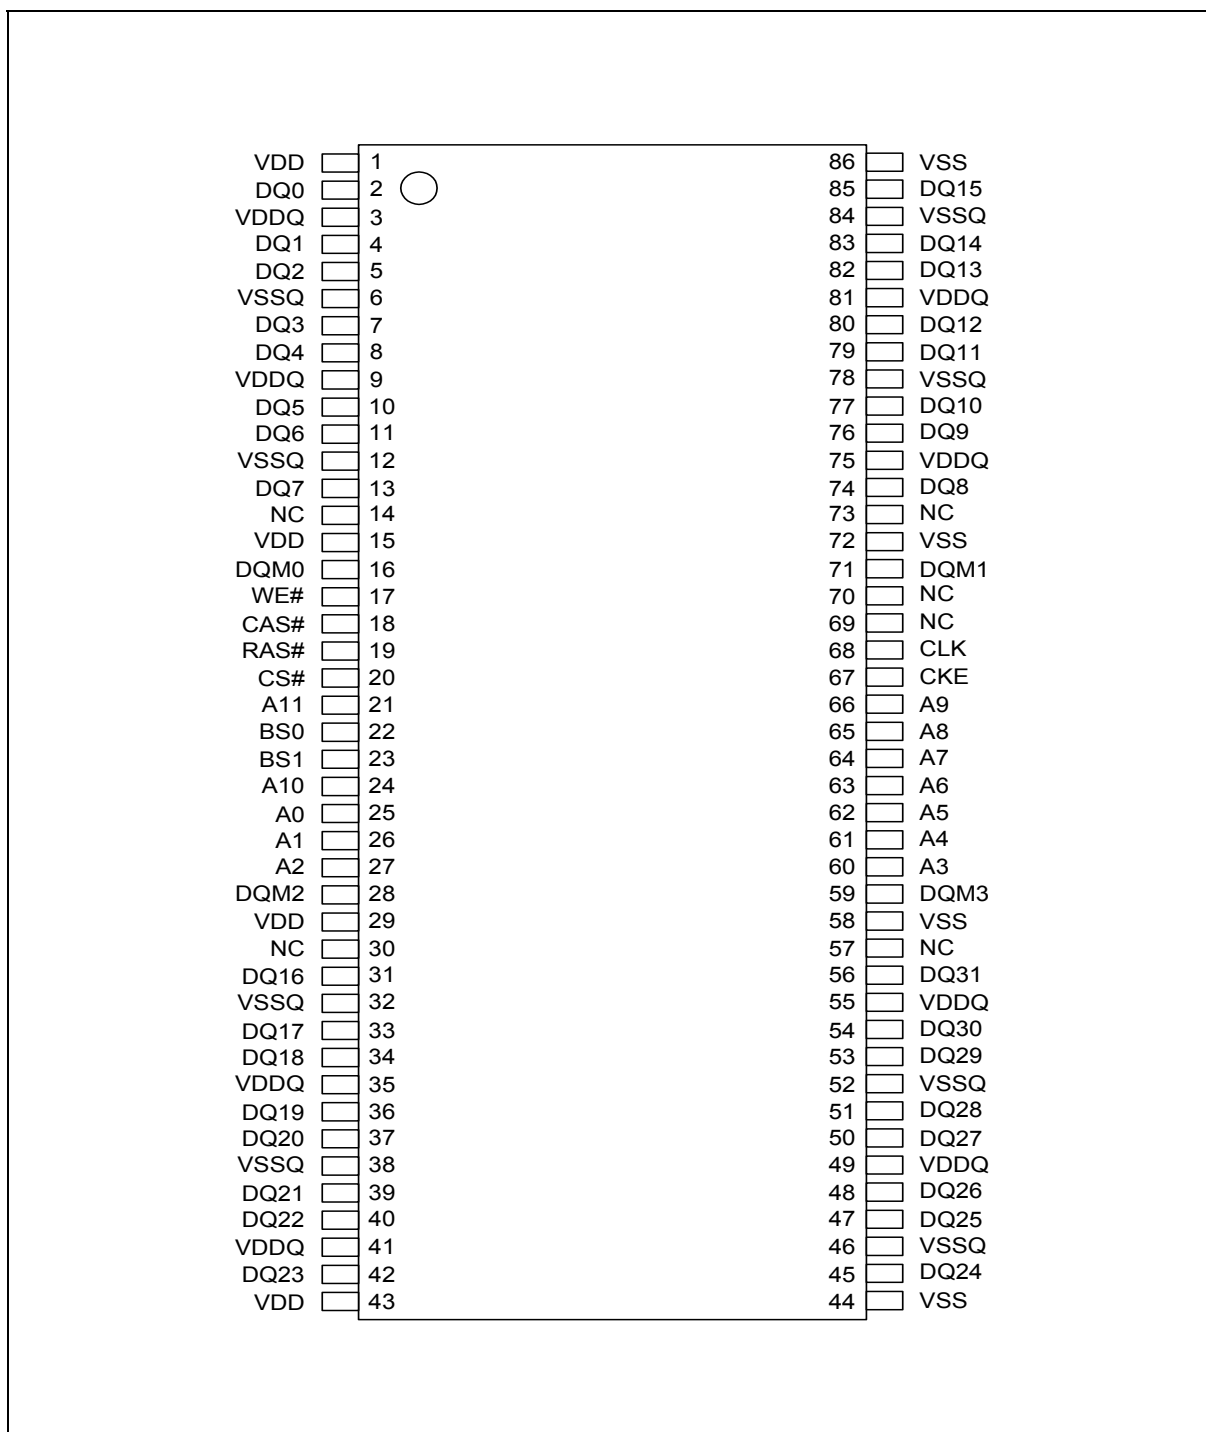 VDD 1 86 VSS
DQ0 2 85 DQ15
VDDQ 3 84 VSSQ
DQ1 4 83 DQ14
DQ2 5 82 DQ13
VSSQ 6 81 VDDQ
DQ3 7 80 DQ12
DQ4 8 79 DQ11
VDDQ 9 78 VSSQ
DQ5 10 77 DQ10
DQ6 11 76 DQ9
VSSQ 12 75 VDDQ
DQ7 13 74 DQ8
NC 14 73 NC
VDD 15 72 VSS
DQM0 16 71 DQM1
WE# 17 70 NC
CAS# 18 69 NC
RAS# 19 68 CLK
CS# 20 67 CKE
A11 21 66 A9
BS0 22 65 A8
BS1 23 64 A7
A10 24 63 A6
A0 25 62 A5
A1 26 61 A4
A2 27 60 A3
DQM2 28 59 DQM3
VDD 29 58 VSS
NC 30 57 NC
DQ16 31 56 DQ31
VSSQ 32 55 VDDQ
DQ17 33 54 DQ30
DQ18 34 53 DQ29
VDDQ 35 52 VSSQ
DQ19 36 51 DQ28
DQ20 37 50 DQ27
VSSQ 38 49 VDDQ
DQ21 39 48 DQ26
DQ22 40 47 DQ25
VDDQ 41 46 VSSQ
DQ23 42 45 DQ24
VDD 43 44 VSS